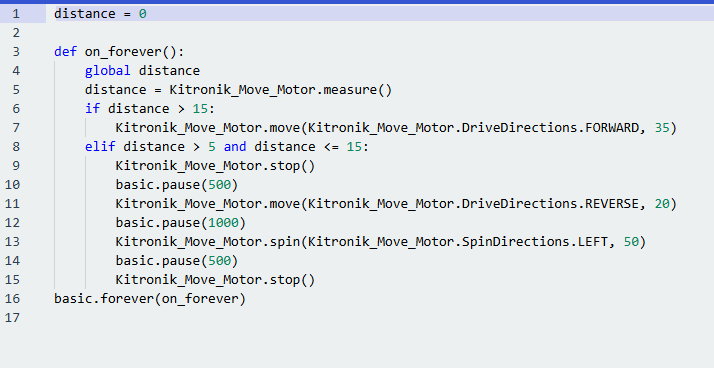 1 distance = 0
2
3 def on_forever():
4     global distance
5     distance = Kitronik_Move_Motor.measure()
6     if distance > 15:
7         Kitronik_Move_Motor.move(Kitronik_Move_Motor.DriveDirections.FORWARD, 35)
8     elif distance > 5 and distance <= 15:
9         Kitronik_Move_Motor.stop()
10         basic.pause(500)
11         Kitronik_Move_Motor.move(Kitronik_Move_Motor.DriveDirections.REVERSE, 20)
12         basic.pause(1000)
13         Kitronik_Move_Motor.spin(Kitronik_Move_Motor.SpinDirections.LEFT, 50)
14         basic.pause(500)
15         Kitronik_Move_Motor.stop()
16 basic.forever(on_forever)
17